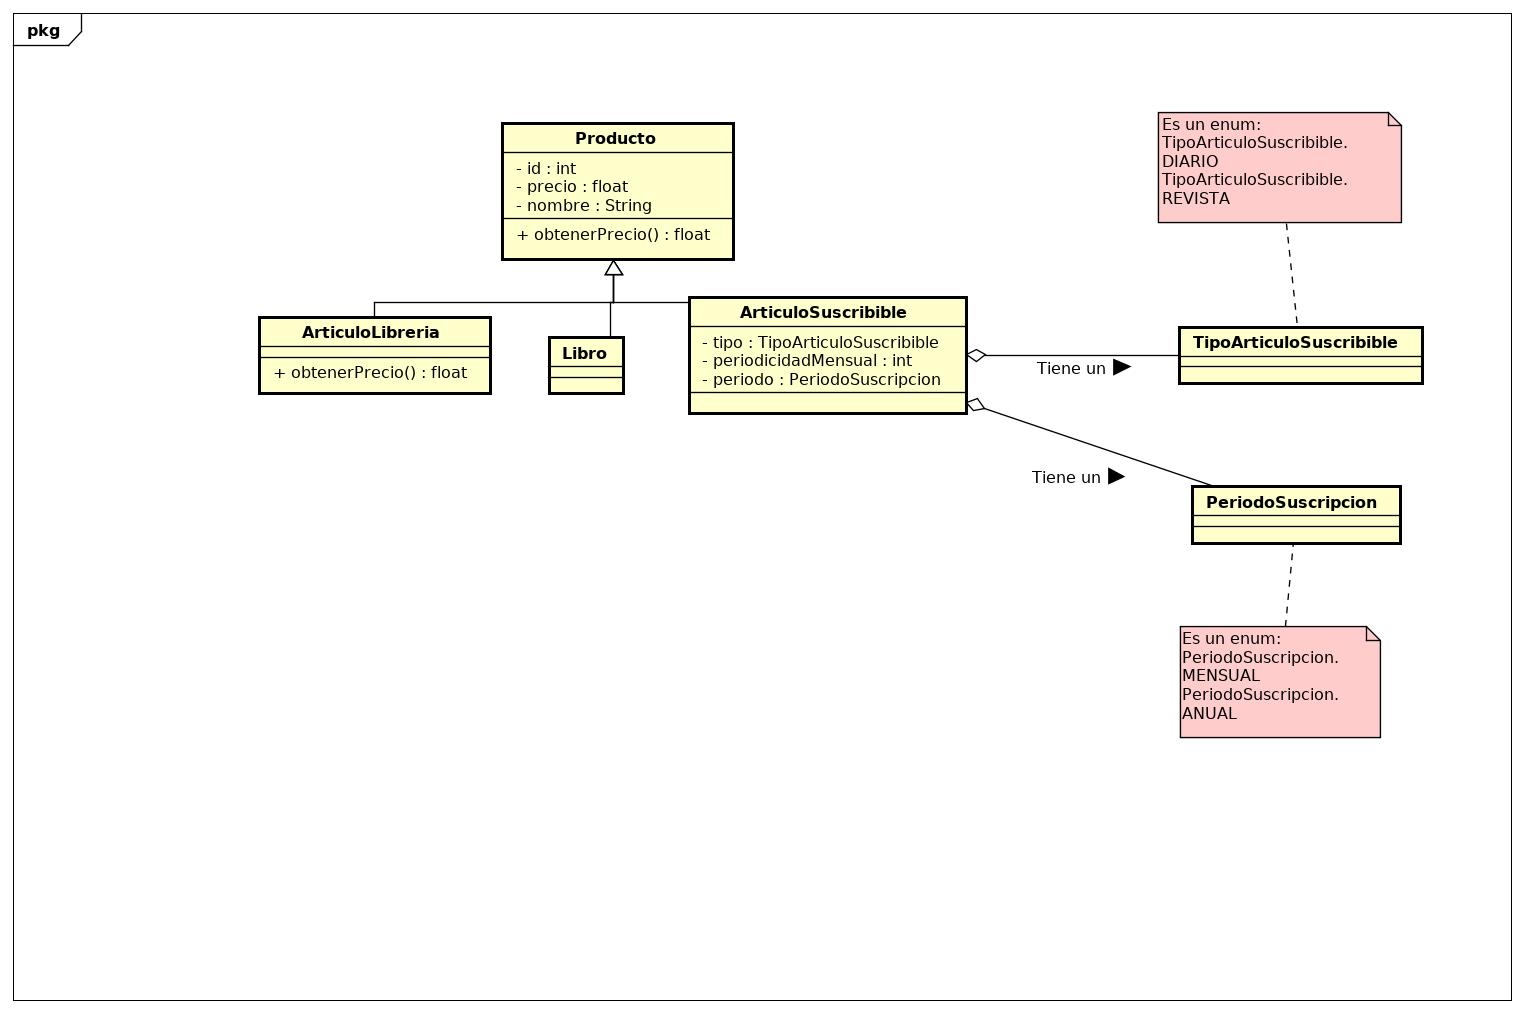 pkg
Producto
- id : int
- precio : float
- nombre : String
+ obtenerPrecio() : float
Es un enum:
TipoArticuloSuscribible.
DIARIO
TipoArticuloSuscribible.
REVISTA
ArticuloLibreria
+ obtenerPrecio() : float
Libro
ArticuloSuscribible
- tipo : TipoArticuloSuscribible
- periodicidadMensual : int
- periodo : PeriodoSuscripcion
Tiene un
TipoArticuloSuscribible
Tiene un
PeriodoSuscripcion
Es un enum:
PeriodoSuscripcion.
MENSUAL
PeriodoSuscripcion.
ANUAL